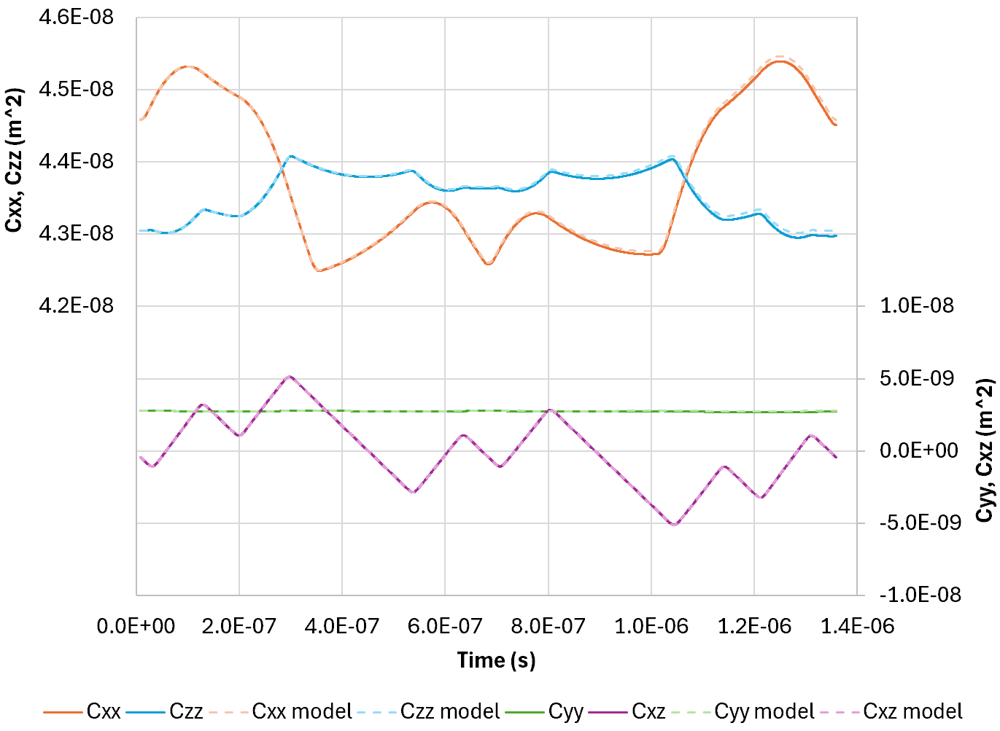 4.6E-08
4.5E-08
4.4E-08
4.3E-08
4.2E-08
Cxx, Czz (m^2)
1.0E-08
5.0E-09
0.0E+00
-5.0E-09
-1.0E-08
Cyy, Cxz (m^2)
0.0E+00 2.0E-07 4.0E-07 6.0E-07 8.0E-07 1.0E-06 1.2E-06 1.4E-06
Time (s)
Cxx Czz Cxx model Czz model Cyy Cxz Cyy model Cxz model